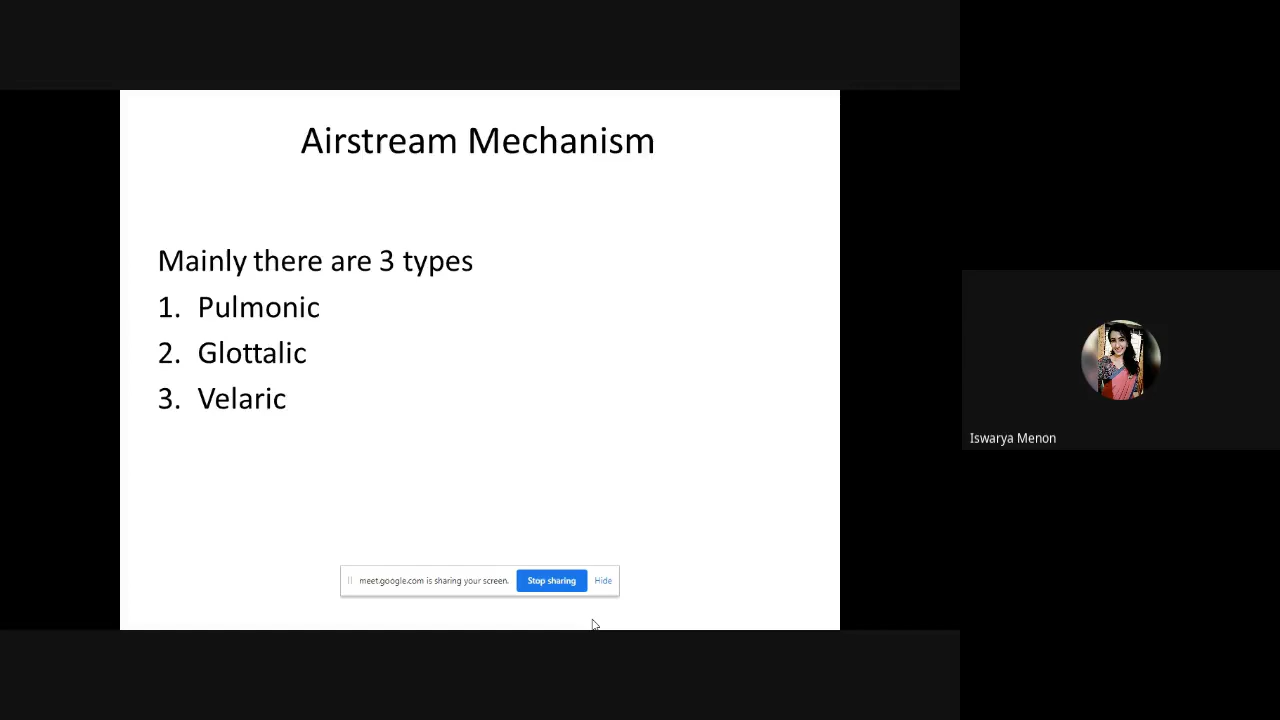 Airstream Mechanism
Mainly there are 3 types
1. Pulmonic
2. Glottalic
3. Velaric
meet.google.com is sharing your screen. Stop sharing Hide
Iswarya Menon